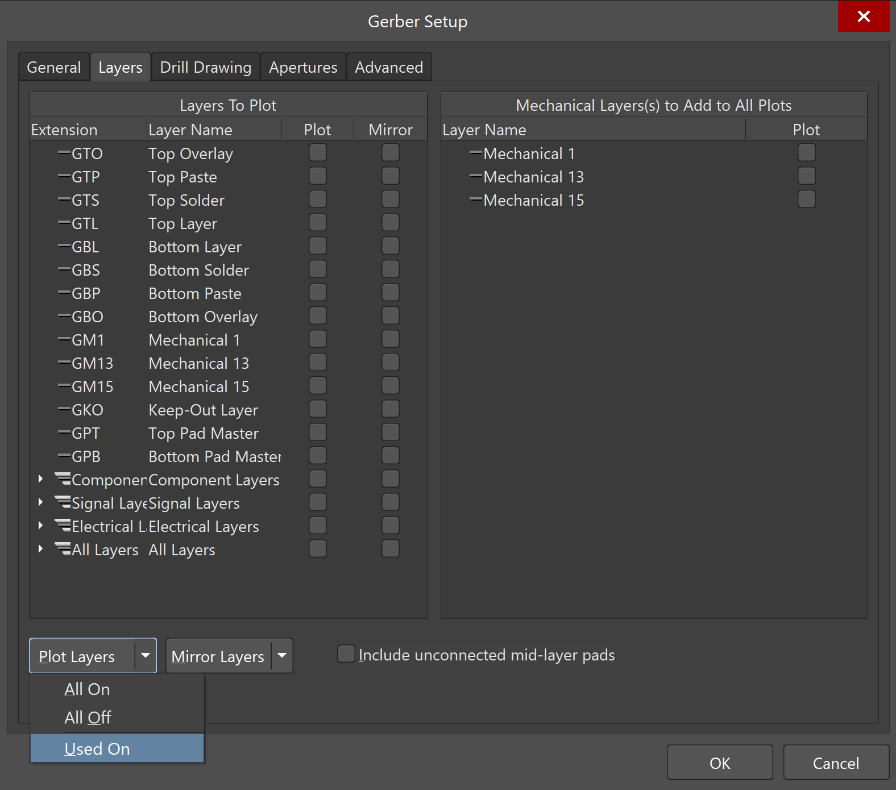 Gerber Setup
General Layers Drill Drawing Apertures Advanced
Layers To Plot
Extension Layer Name Plot Mirror
GTO Top Overlay
GTP Top Paste
GTS Top Solder
GTL Top Layer
GBL Bottom Layer
GBS Bottom Solder
GBP Bottom Paste
GBO Bottom Overlay
GM1 Mechanical 1
GM13 Mechanical 13
GM15 Mechanical 15
GKO Keep-Out Layer
GPT Top Pad Master
GPB Bottom Pad Master
Componen Component Layers
Signal Laye Signal Layers
Electrical L Electrical Layers
All Layers All Layers
Mechanical Layers(s) to Add to All Plots
Layer Name Plot
Mechanical 1
Mechanical 13
Mechanical 15
Plot Layers Mirror Layers Include unconnected mid-layer pads
All On
All Off
Used On
OK Cancel